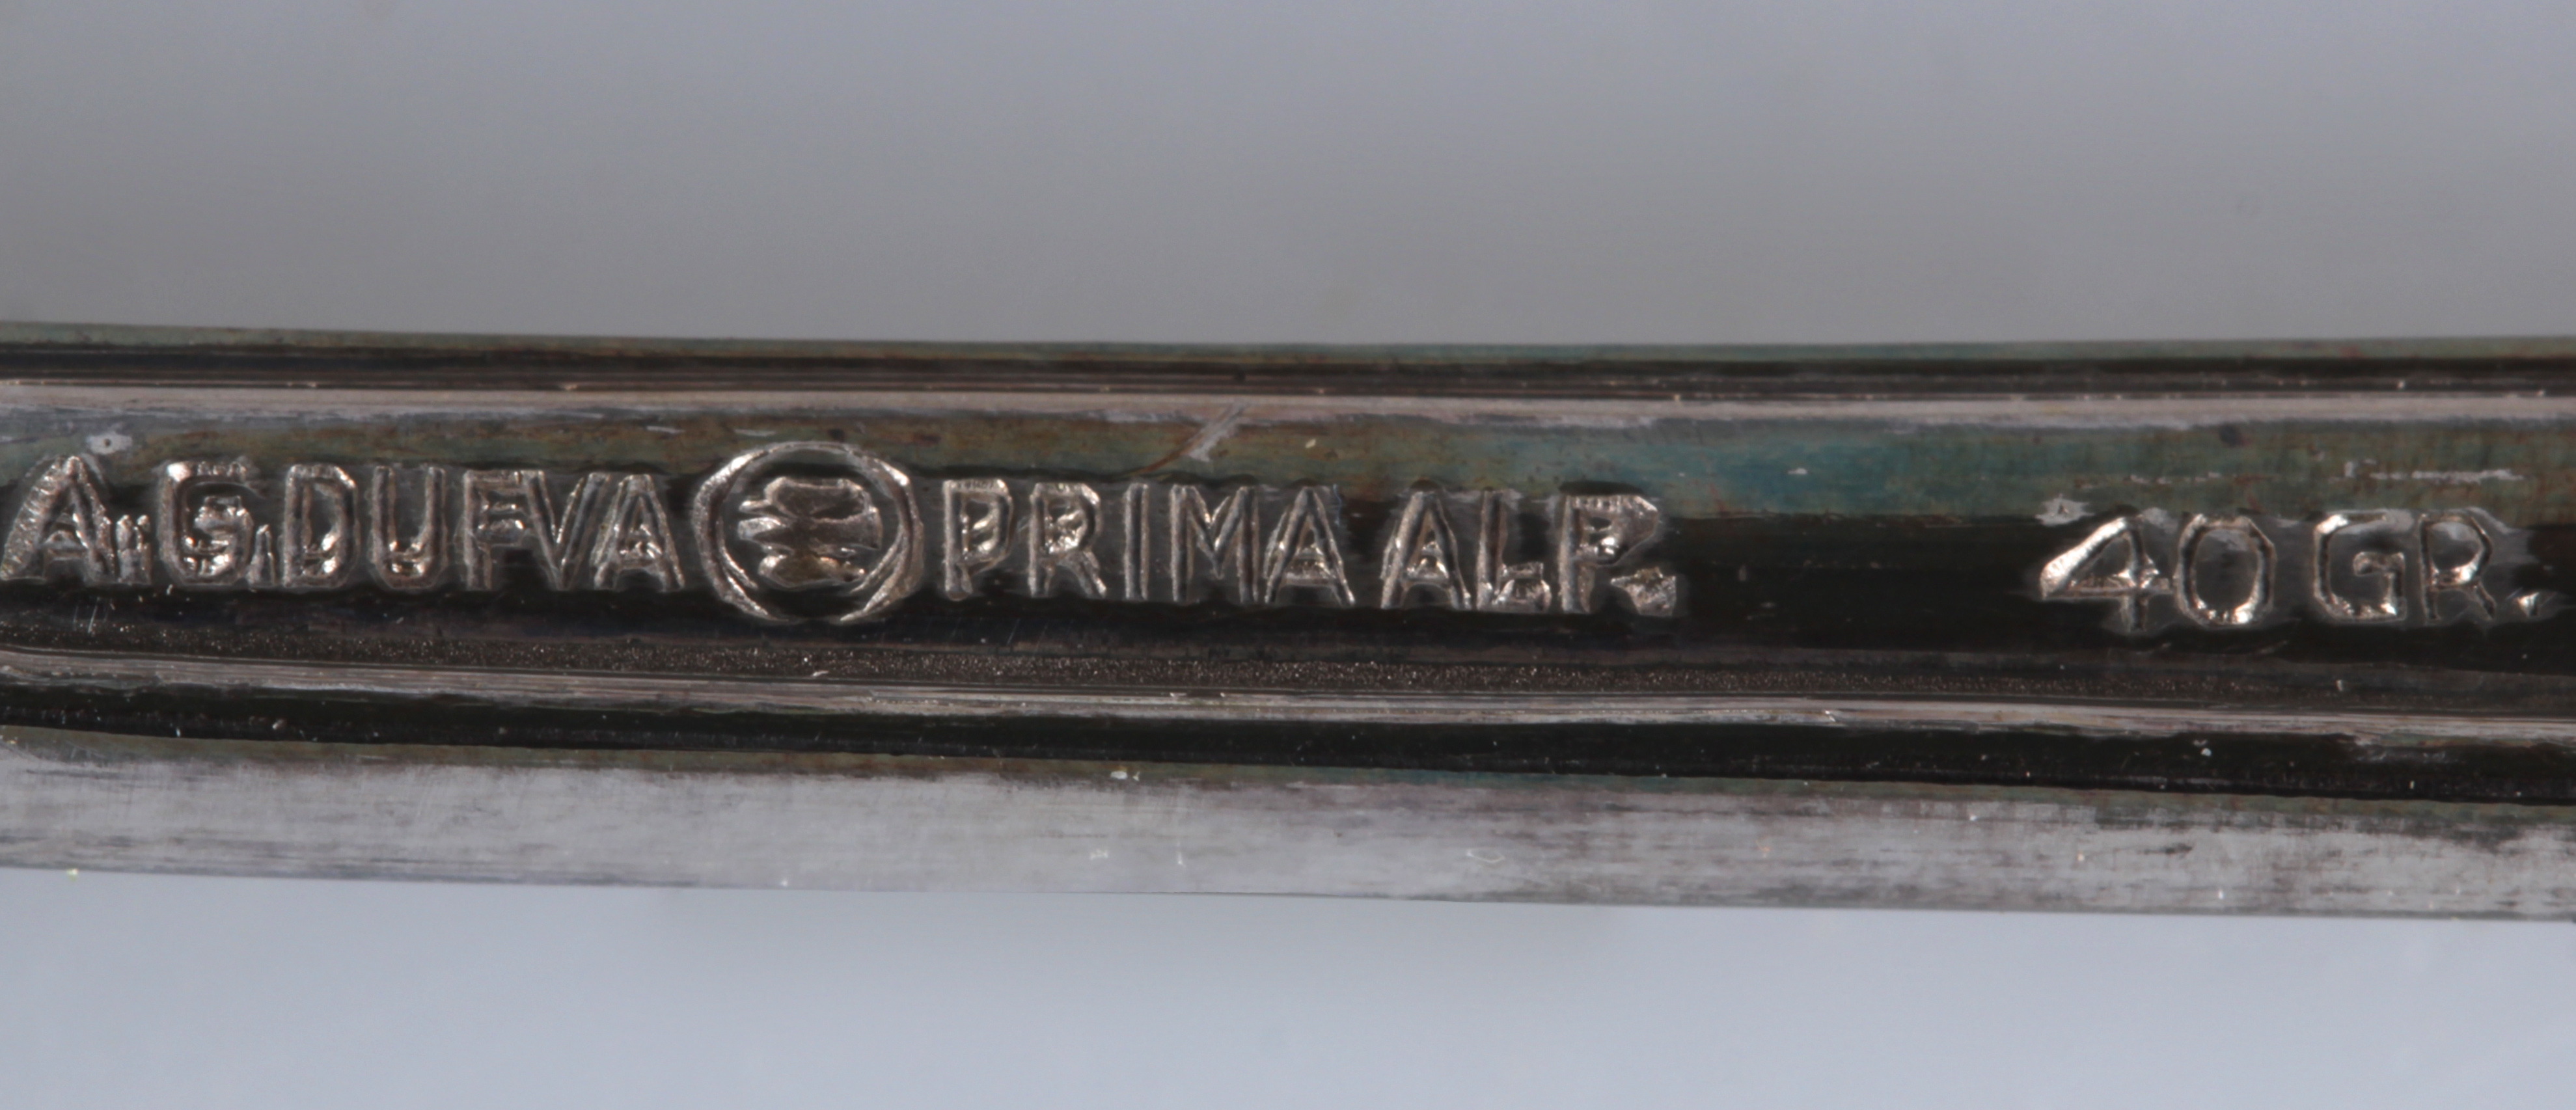 A.G.DUFVA PRIMA ALP. 40 GR.